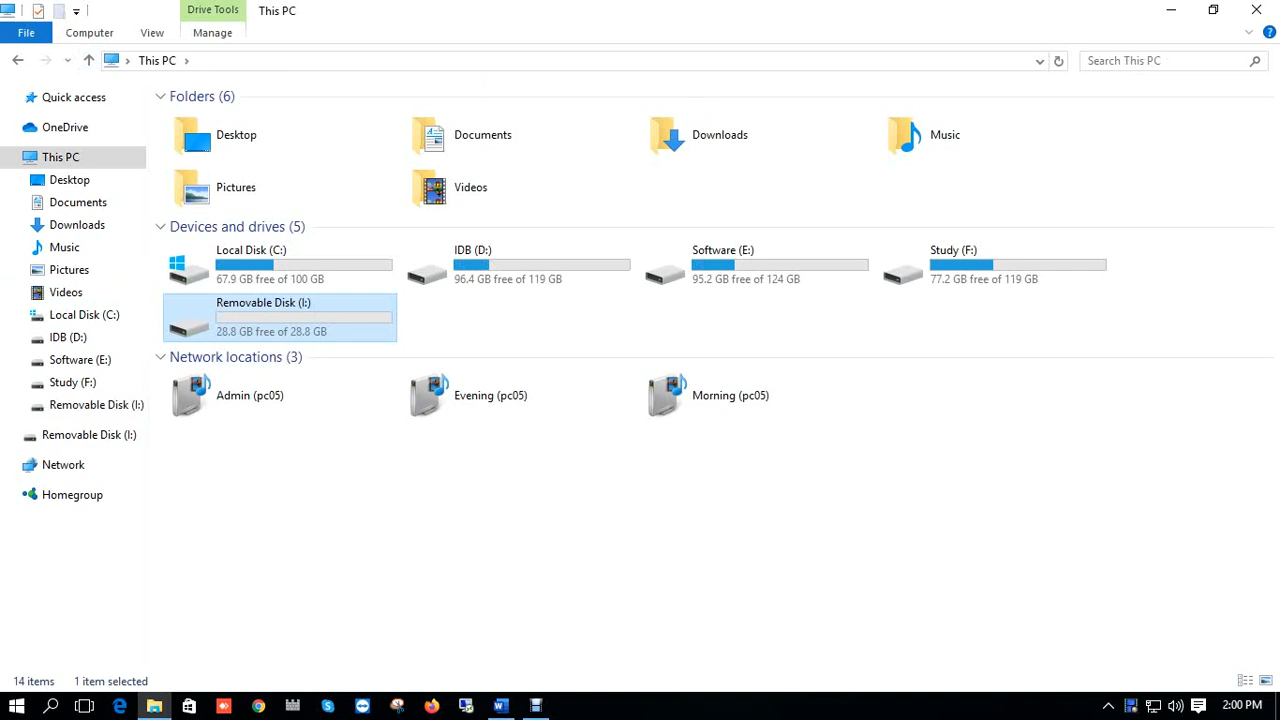 Drive Tools This PC
File Computer View Manage
This PC
Search This PC
Quick access
OneDrive
This PC
Desktop
Documents
Downloads
Music
Pictures
Videos
Local Disk (C:)
IDB (D:)
Software (E:)
Study (F:)
Removable Disk (I:)
Removable Disk (I:)
Network
Homegroup
Folders (6)
Desktop Documents Downloads Music
Pictures Videos
Devices and drives (5)
Local Disk (C:) IDB (D:) Software (E:) Study (F:)
67.9 GB free of 100 GB 96.4 GB free of 119 GB 95.2 GB free of 124 GB 77.2 GB free of 119 GB
Removable Disk (I:)
28.8 GB free of 28.8 GB
Network locations (3)
Admin (pc05) Evening (pc05) Morning (pc05)
14 items 1 item selected
2:00 PM